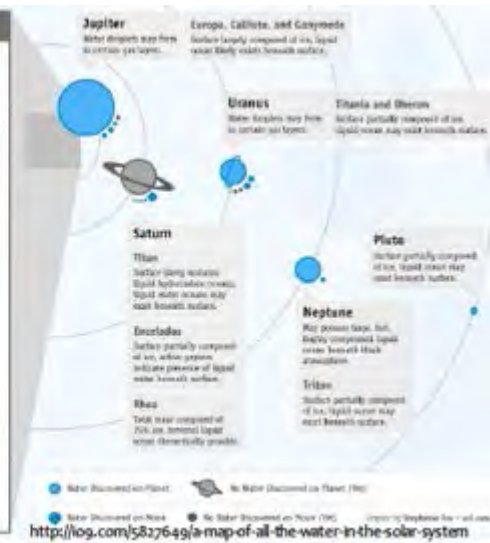 Jupiter
Water droplets may form
in certain gas layers.
Europa, Callisto, and Ganymede
Surface largely composed of ice, liquid
ocean likely exists beneath surface.
Uranus
Water droplets may form
in certain gas layers.
Titania and Oberon
Surface partially composed of ice,
liquid ocean may exist beneath surface.
Saturn
Titan
Surface
liquid hydrocarbon oceans,
liquid water oceans may
exist beneath surface.
Enceladus
Surface partially composed
of ice, active geysers
indicate presence of liquid
water beneath surface.
Rhea
Total mass composed of
75% ice, internal liquid
ocean theoretically possible.
Pluto
Surface partially composed
of ice, liquid ocean may
exist beneath surface.
Neptune
May possess large, hot,
highly compressed liquid
ocean beneath thick
atmosphere.
Triton
Surface partially composed
of ice, liquid ocean may
exist beneath surface.
Water Discovered on Planet
No Water Discovered on Planet (Yet)
Water Discovered on Moon
No Water Discovered on Moon (Yet)
by Stephanie Fox
http://io9.com/5827649/a-map-of-all-the-water-in-the-solar-system